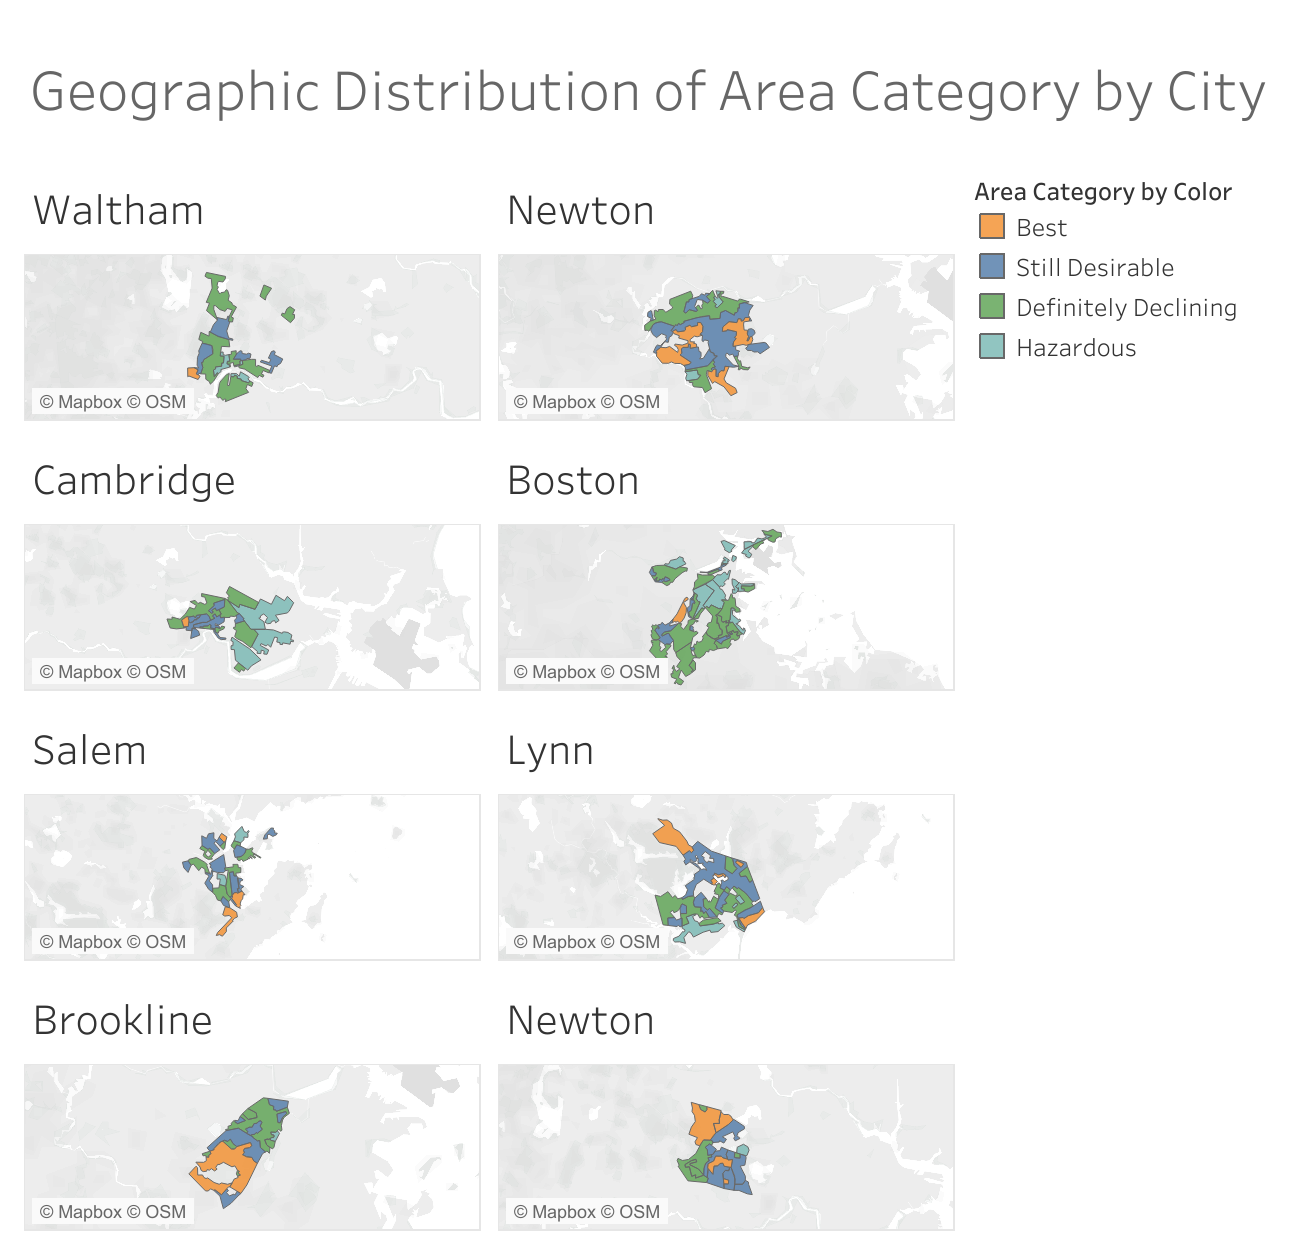 Geographic Distribution of Area Category by City
Waltham
Newton
Area Category by Color
Best
Still Desirable
Definitely Declining
Hazardous
© Mapbox © OSM
© Mapbox © OSM
Cambridge
Boston
© Mapbox © OSM
© Mapbox © OSM
Salem
Lynn
© Mapbox © OSM
© Mapbox © OSM
Brookline
Newton
© Mapbox © OSM
© Mapbox © OSM